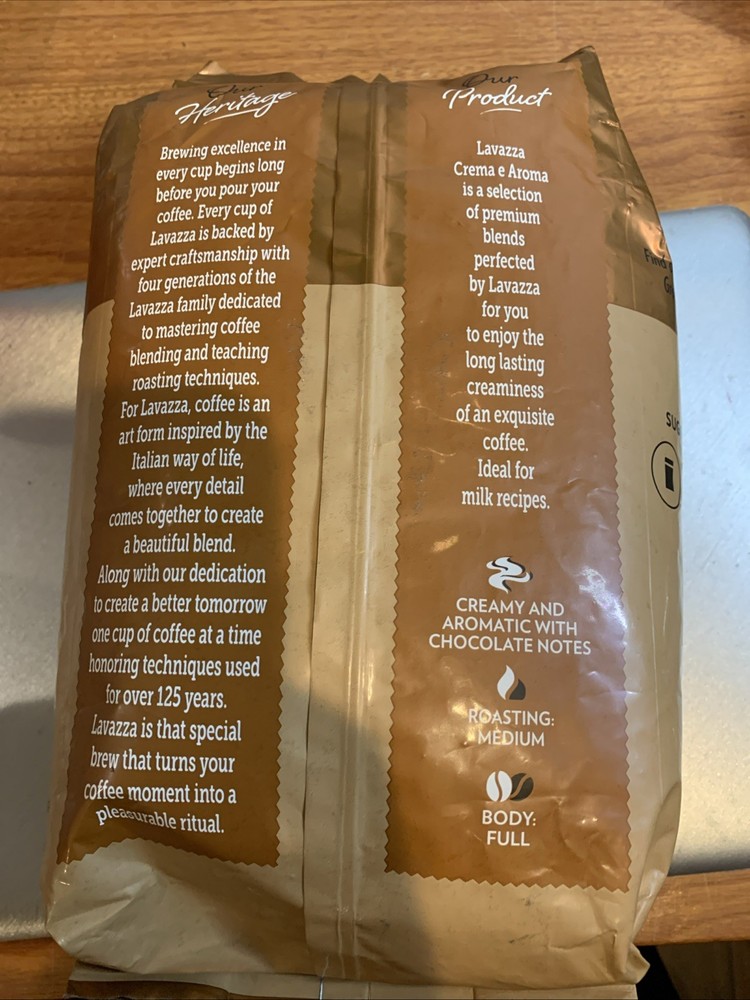 Our
Heritage
Brewing excellence in
every cup begins long
before you pour your
coffee. Every cup of
Lavazza is backed by
expert craftsmanship with
four generations of the
Lavazza family dedicated
to mastering coffee
blending and teaching
roasting techniques.
For Lavazza, coffee is an
art form inspired by the
Italian way of life,
where every detail
comes together to create
a beautiful blend.
Along with our dedication
to create a better tomorrow
one cup of coffee at a time
honoring techniques used
for over 125 years.
Lavazza is that special
brew that turns your
coffee moment into a
pleasurable ritual.
Our
Product
Lavazza
Crema e Aroma
is a selection
of premium
blends
perfected
by Lavazza
for you
to enjoy the
long lasting
creaminess
of an exquisite
coffee.
Ideal for
milk recipes.
CREAMY AND
AROMATIC WITH
CHOCOLATE NOTES
ROASTING:
MEDIUM
BODY:
FULL
Find